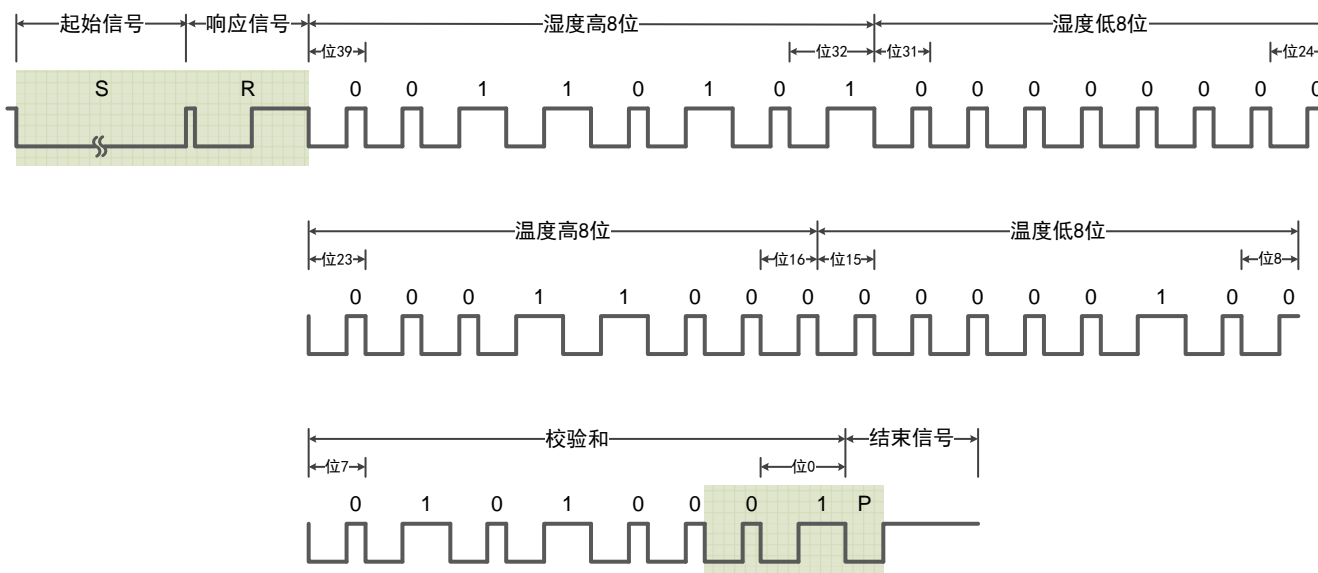 起始信号 响应信号 湿度高8位 湿度低8位
位39 位32 位31 位24
S R 0 0 1 1 0 1 0 1 0 0 0 0 0 0 0 0
温度高8位 温度低8位
位23 位16 位15 位8
0 0 0 1 1 0 0 0 0 0 0 0 0 1 0 0
校验和 结束信号
位7 位0
0 1 0 1 0 0 0 1 P